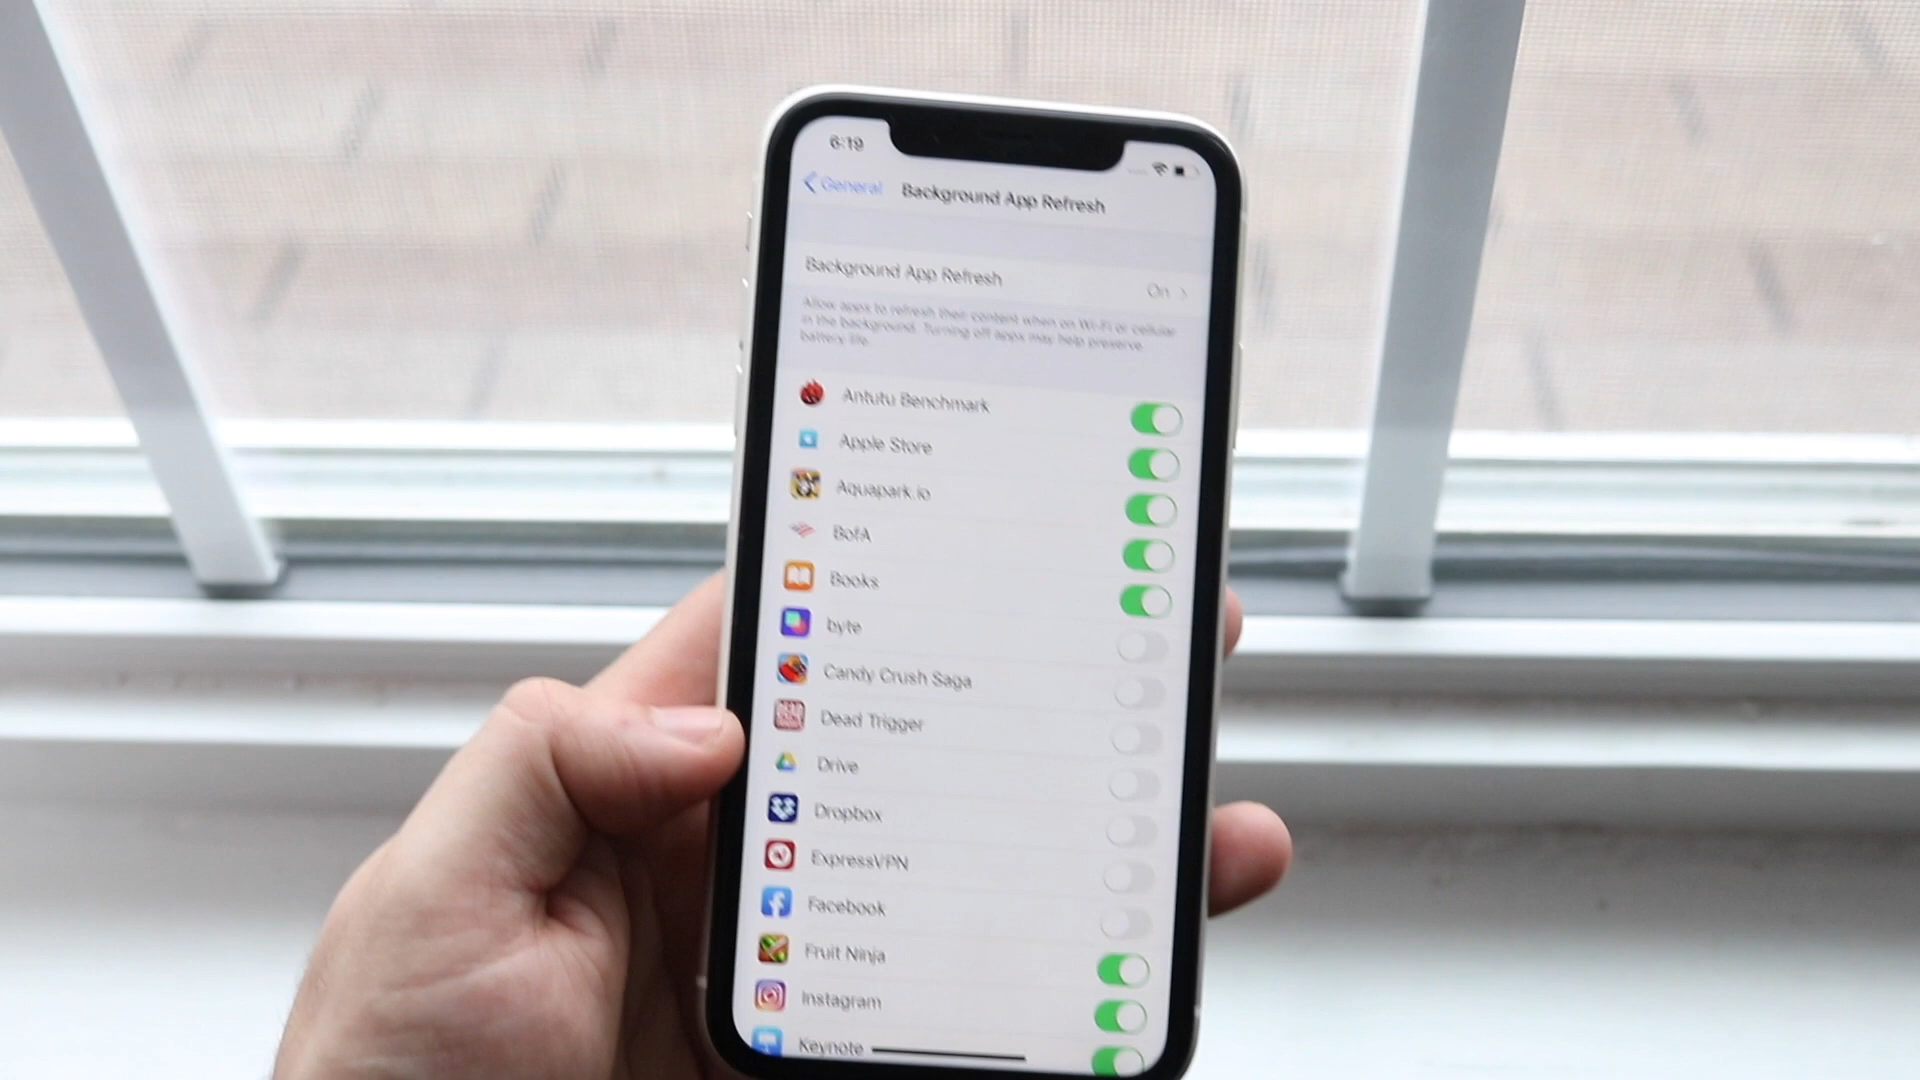 6:19
General Background App Refresh
Background App Refresh On
Allow apps to refresh their content when on Wi-Fi or cellular
in the background. Turning off apps may help preserve
battery life.
Antutu Benchmark
Apple Store
Aquapark.io
BofA
Books
byte
Candy Crush Saga
Dead Trigger
Drive
Dropbox
ExpressVPN
Facebook
Fruit Ninja
Instagram
Keynote